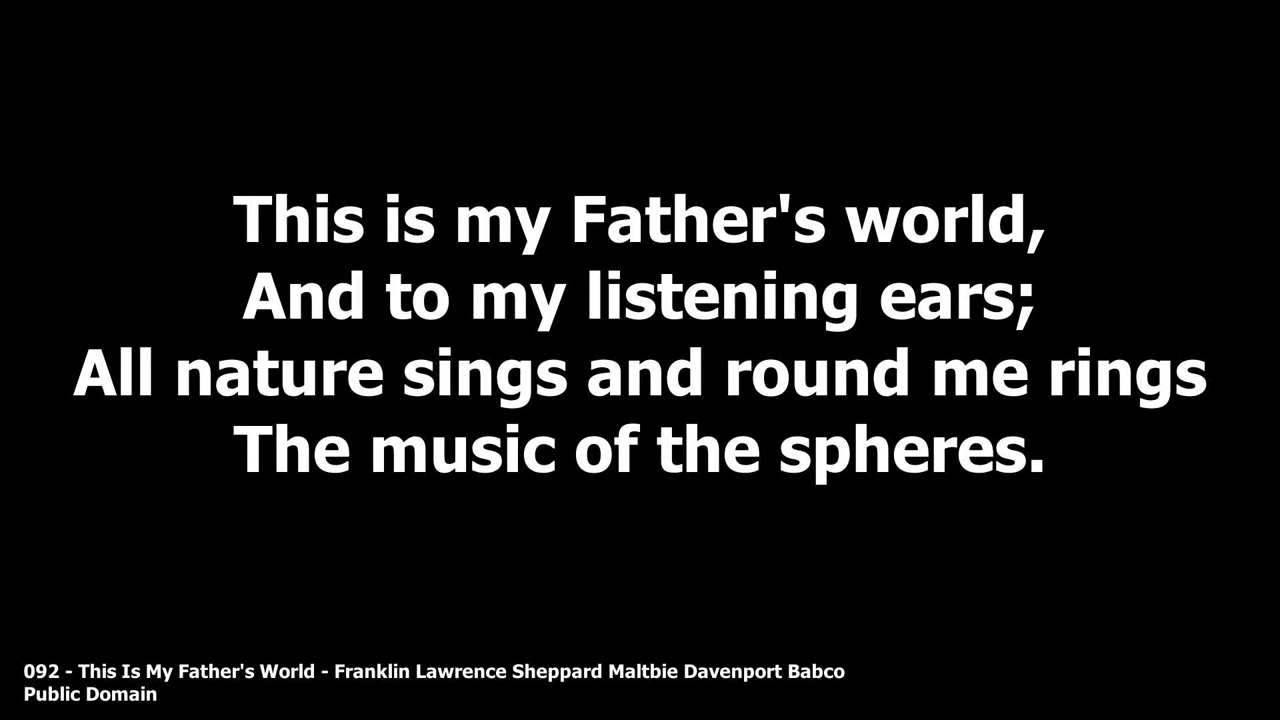 This is my Father's world,
And to my listening ears;
All nature sings and round me rings
The music of the spheres.
092 - This Is My Father's World - Franklin Lawrence Sheppard Maltbie Davenport Babco
Public Domain